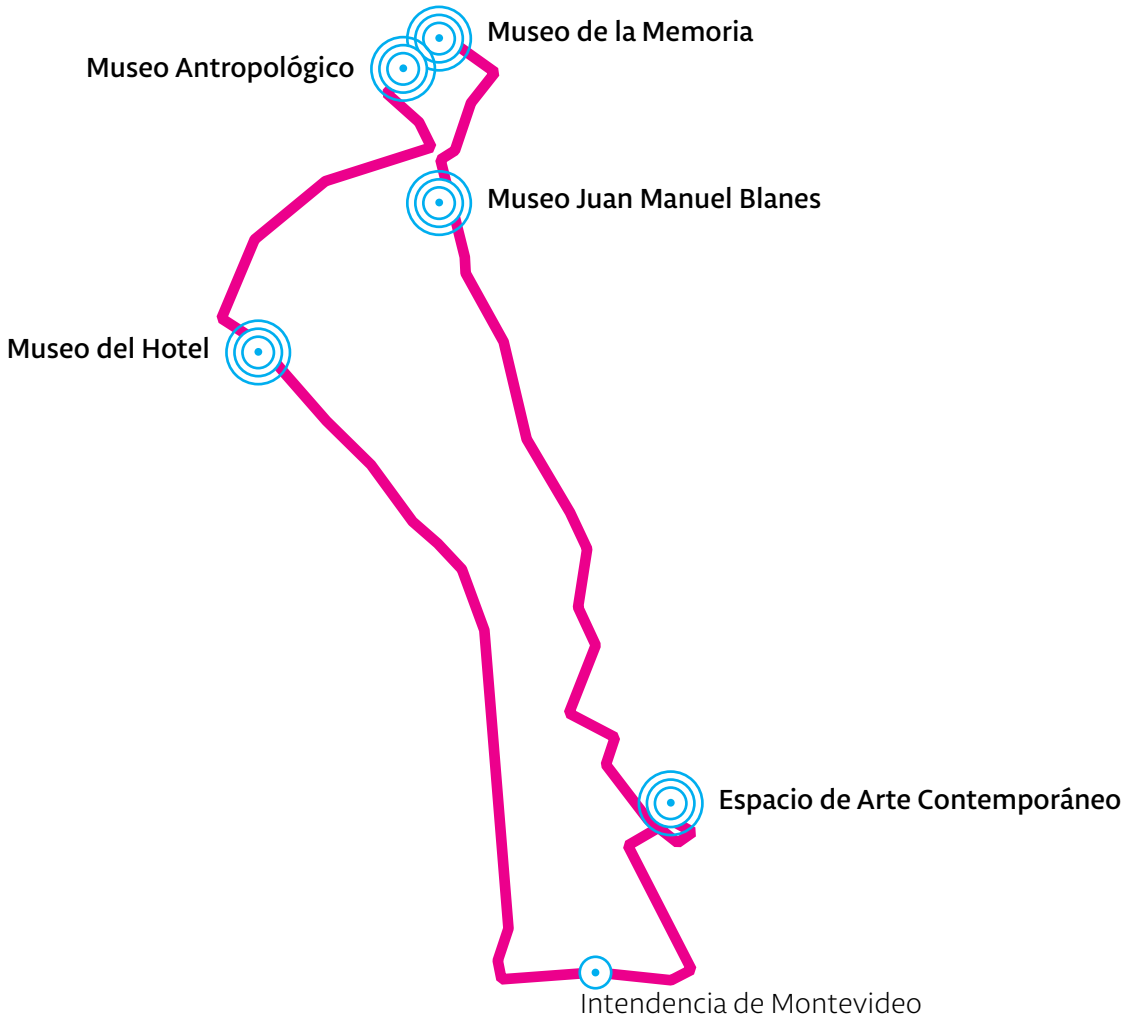 Museo de la Memoria
Museo Antropológico
Museo Juan Manuel Blanes
Museo del Hotel
Espacio de Arte Contemporáneo
Intendencia de Montevideo